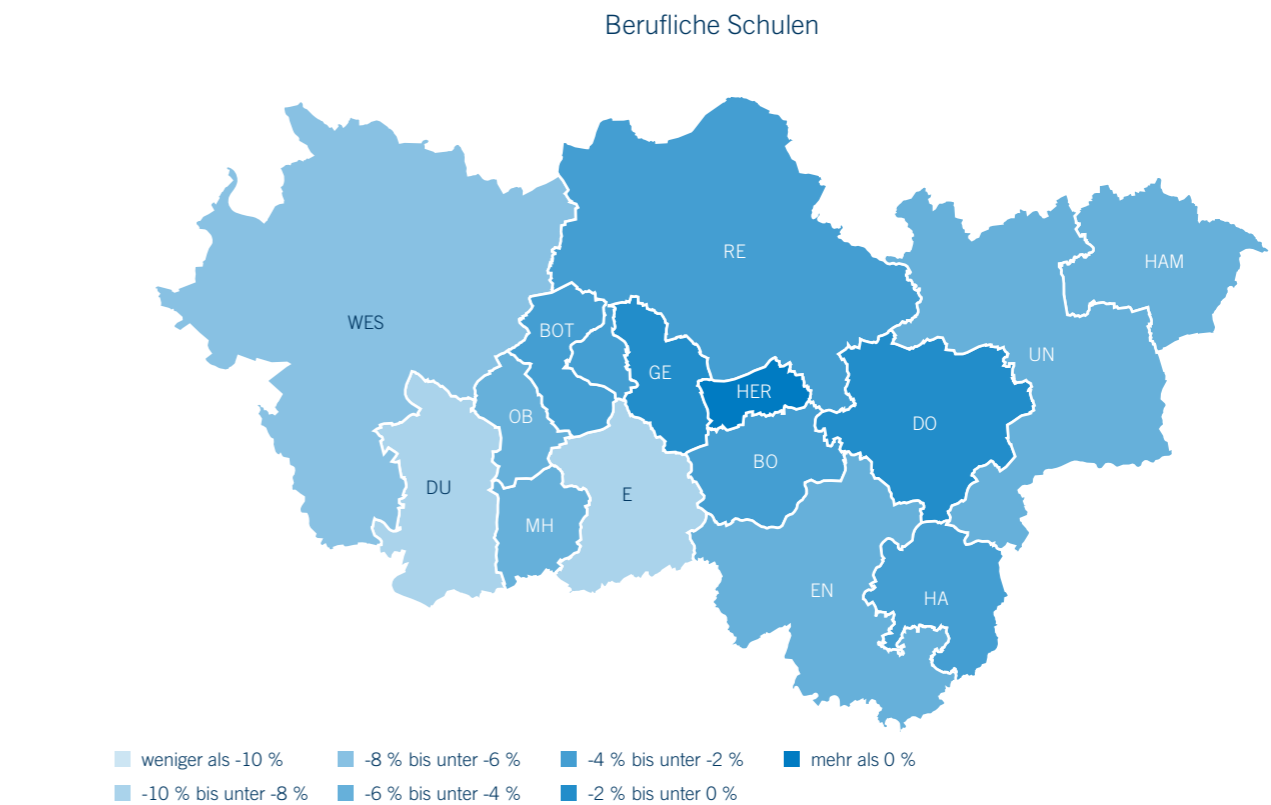 Berufliche Schulen
RE
HAM
WES
BOT
UN
GE
HER
OB
DO
BO
DU
E
MH
EN
HA
weniger als -10 %
-8 % bis unter -6 %
-4 % bis unter -2 %
mehr als 0 %
-10 % bis unter -8 %
-6 % bis unter -4 %
-2 % bis unter 0 %